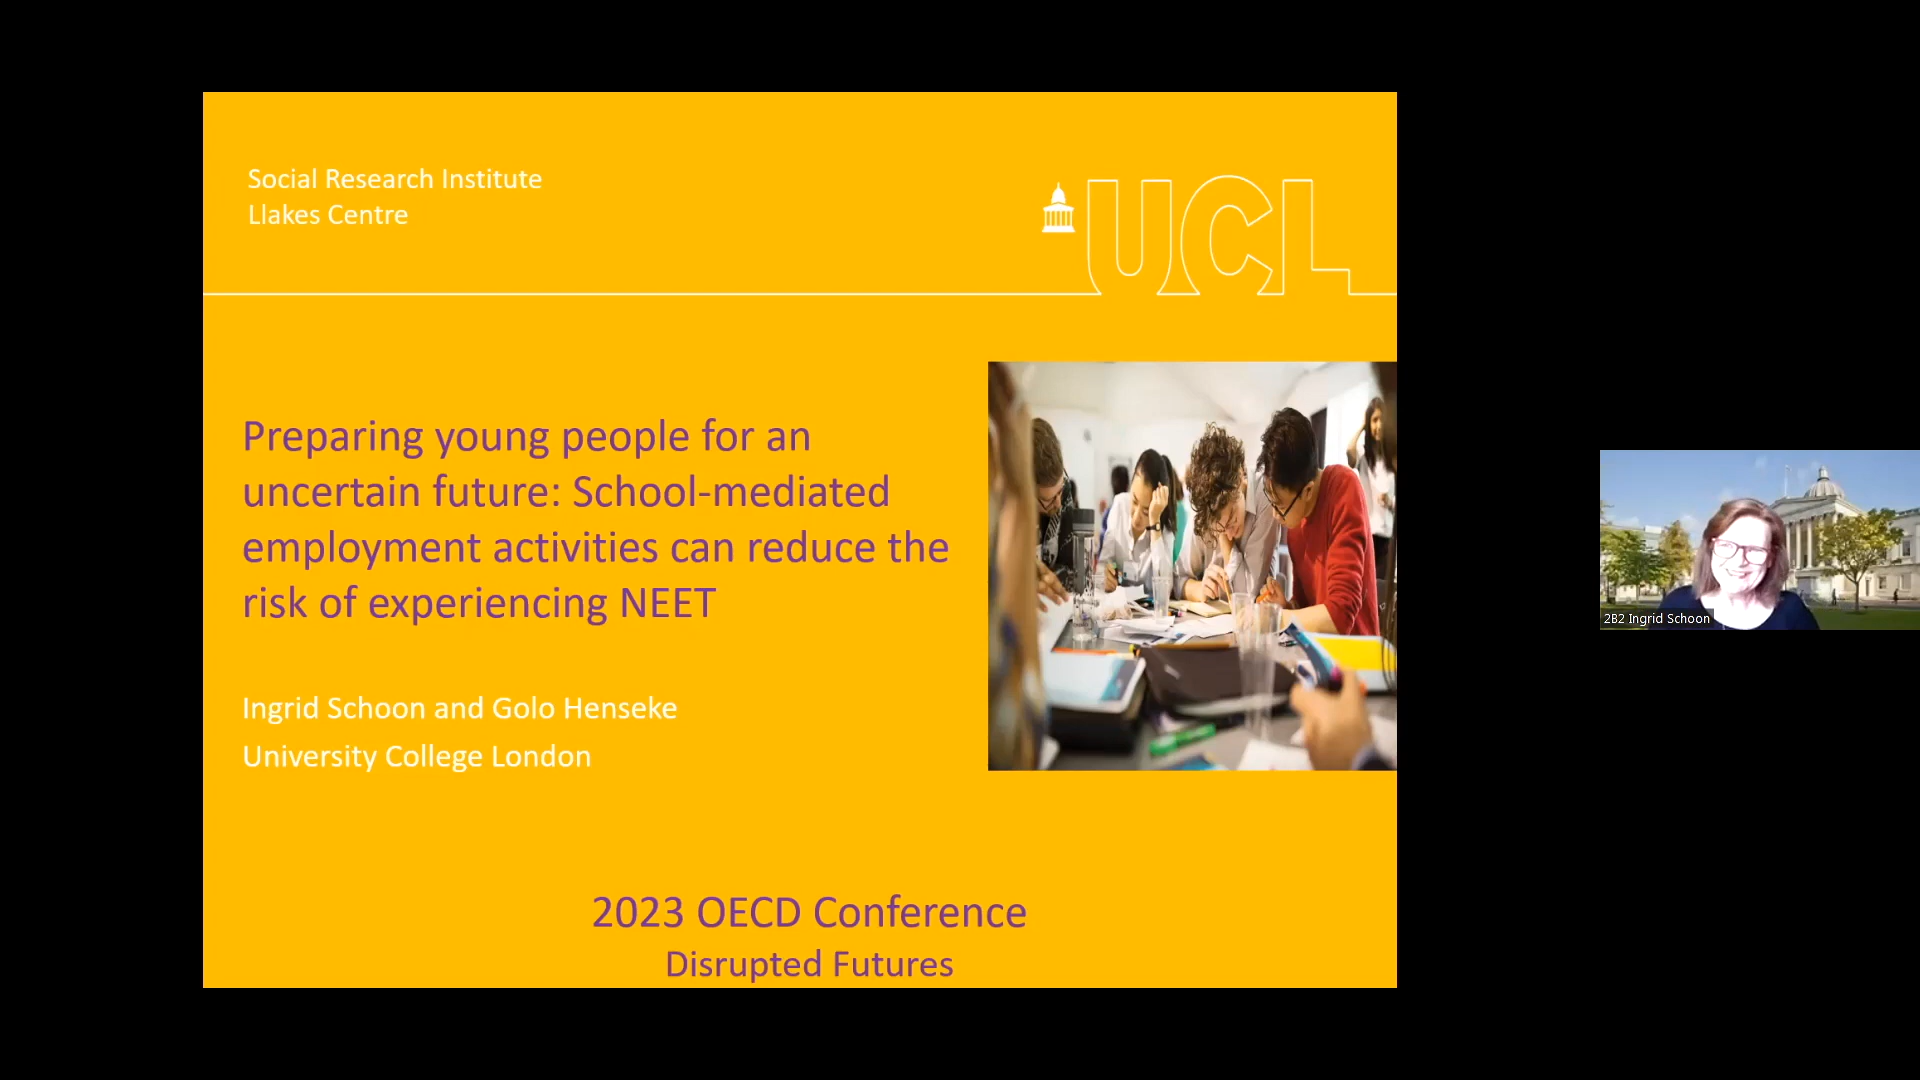 Social Research Institute
Llakes Centre
UCL
Preparing young people for an
uncertain future: School-mediated
employment activities can reduce the
risk of experiencing NEET
Ingrid Schoon and Golo Henseke
University College London
2023 OECD Conference
Disrupted Futures
2B2 Ingrid Schoon